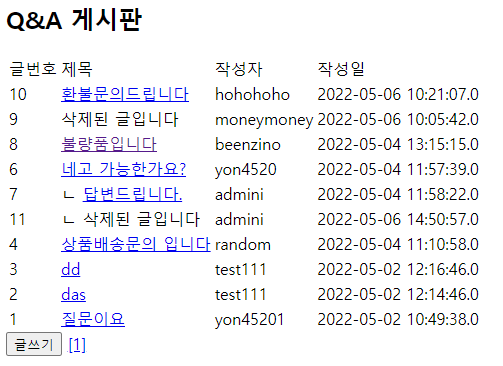 Q&A 게시판
글번호 제목 작성자 작성일
10 환불문의드립니다 hohohoho 2022-05-06 10:21:07.0
9 삭제된 글입니다 moneymoney 2022-05-06 10:05:42.0
8 불량품입니다 beenzino 2022-05-04 13:15:15.0
6 네고 가능한가요? yon4520 2022-05-04 11:57:39.0
7 ㄴ 답변드립니다. admini 2022-05-04 11:58:22.0
11 ㄴ 삭제된 글입니다 admini 2022-05-06 14:50:57.0
4 상품배송문의 입니다 random 2022-05-04 11:10:58.0
3 dd test111 2022-05-02 12:16:46.0
2 das test111 2022-05-02 12:14:46.0
1 질문이요 yon45201 2022-05-02 10:49:38.0
글쓰기 [1]